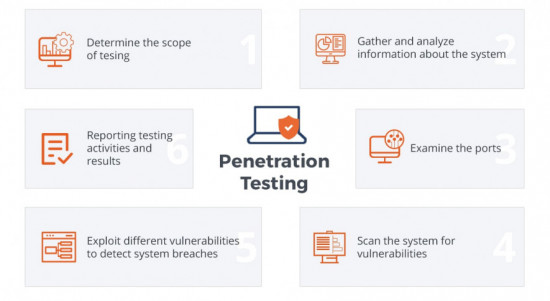 1
Determine the scope
of tesing
2
Gather and analyze
information about the system
3
Examine the ports
4
Scan the system for
vulnerabilities
5
Exploit different vulnerabilities
to detect system breaches
6
Reporting testing
activities and
results
Penetration
Testing